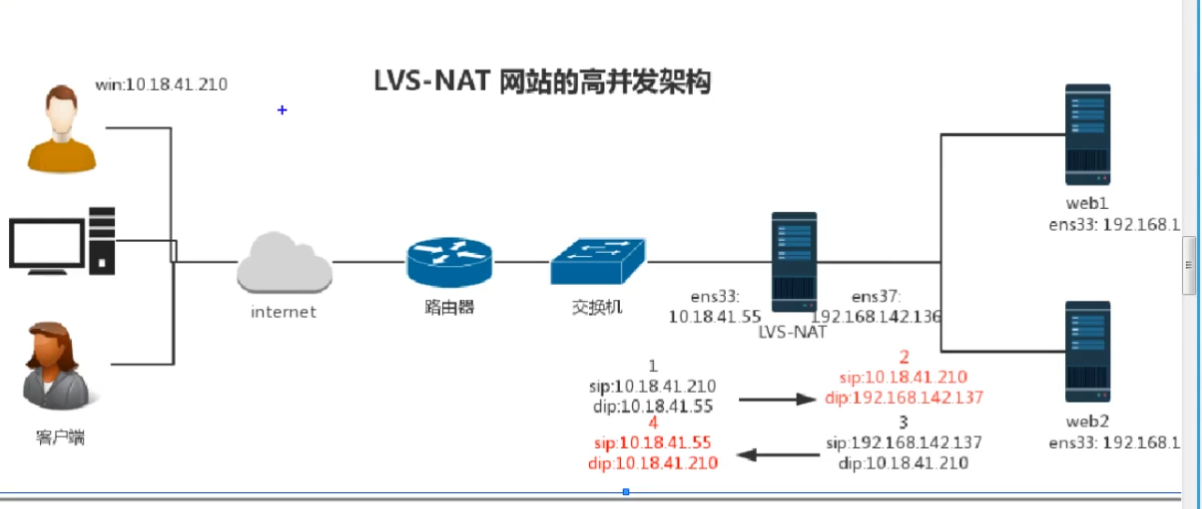 LVS-NAT 网站的高并发架构
win:10.18.41.210
internet
路由器
交换机
客户端
ens33:
10.18.41.55
LVS-NAT
ens37:
192.168.142.136
web1
ens33: 192.168.1
web2
ens33: 192.168.1
1
sip:10.18.41.210
dip:10.18.41.55
2
sip:10.18.41.210
dip:192.168.142.137
3
sip:192.168.142.137
dip:10.18.41.210
4
sip:10.18.41.55
dip:10.18.41.210